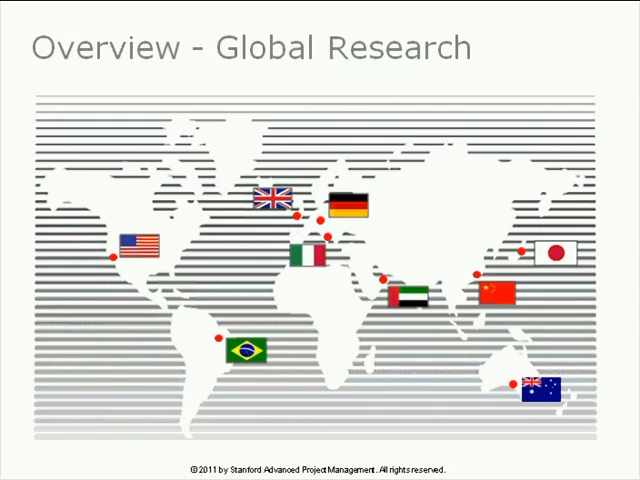 Overview - Global Research
© 2011 by Stanford Advanced Project Management. All rights reserved.